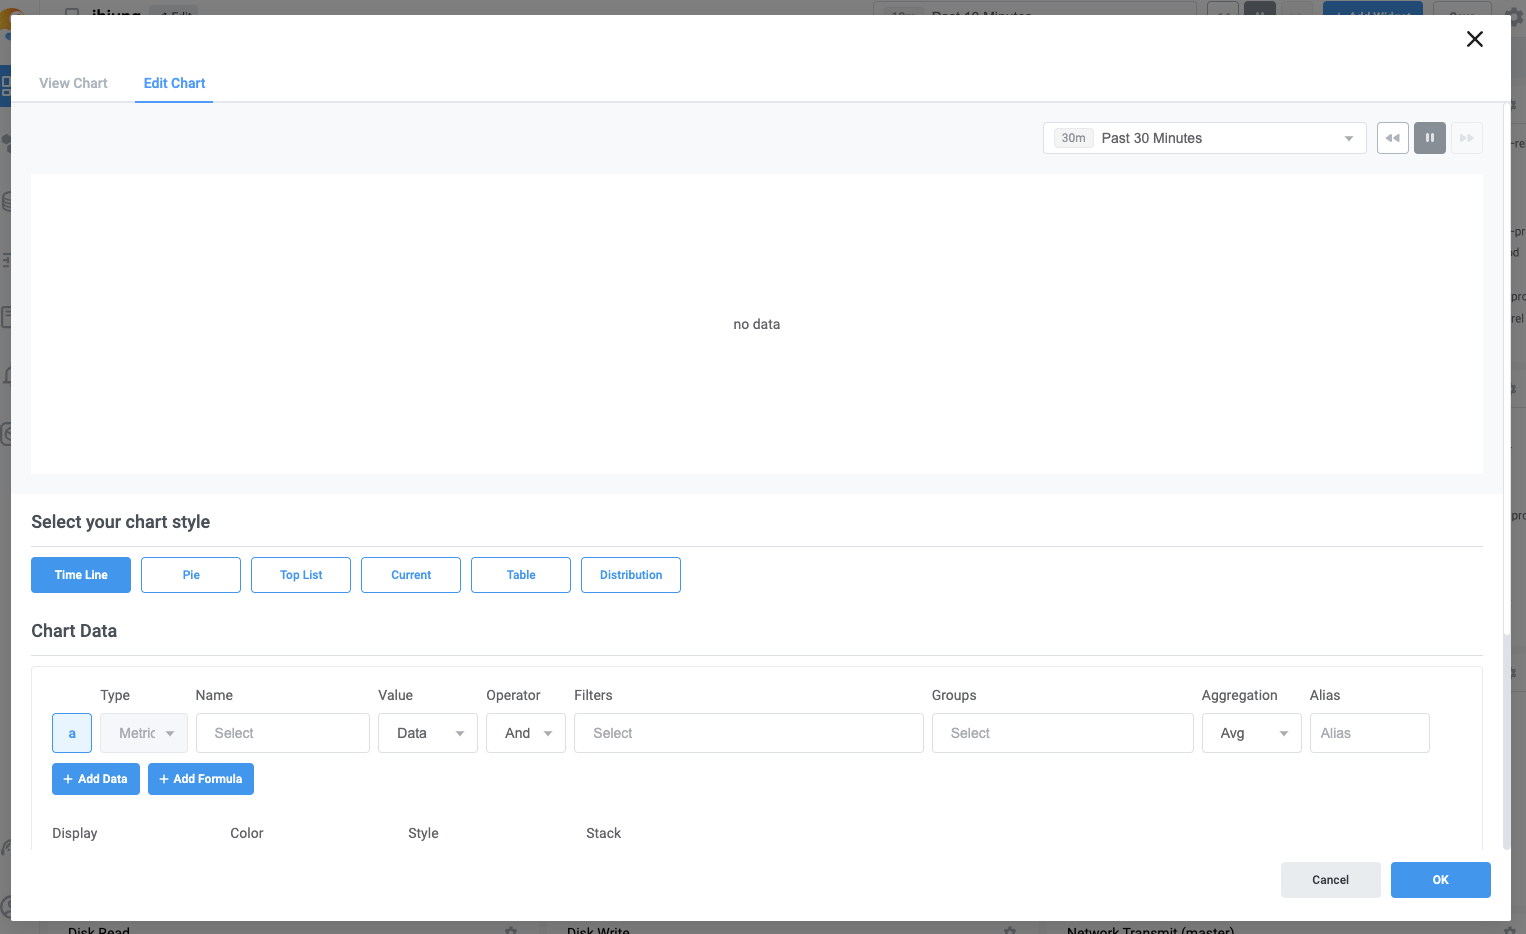 View Chart
Edit Chart
30m Past 30 Minutes
no data
Select your chart style
Time Line
Pie
Top List
Current
Table
Distribution
Chart Data
Type Name Value Operator Filters Groups Aggregation Alias
a Metric Select Data And Select Select Avg Alias
+ Add Data
+ Add Formula
Display Color Style Stack
Cancel
OK
Disk Read
Disk Write
Network Transmit (master)